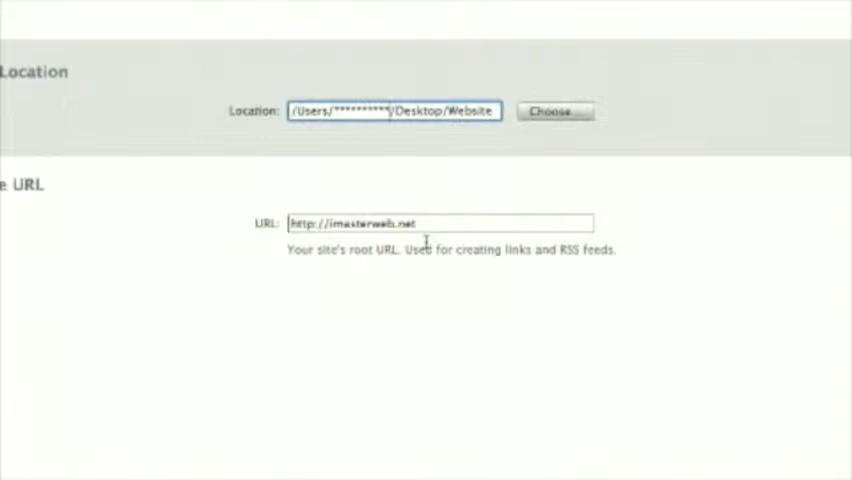 Location
Location: /Users/**********/Desktop/Website Choose...
e URL
URL: http://imasterweb.net
Your site's root URL. Used for creating links and RSS feeds.